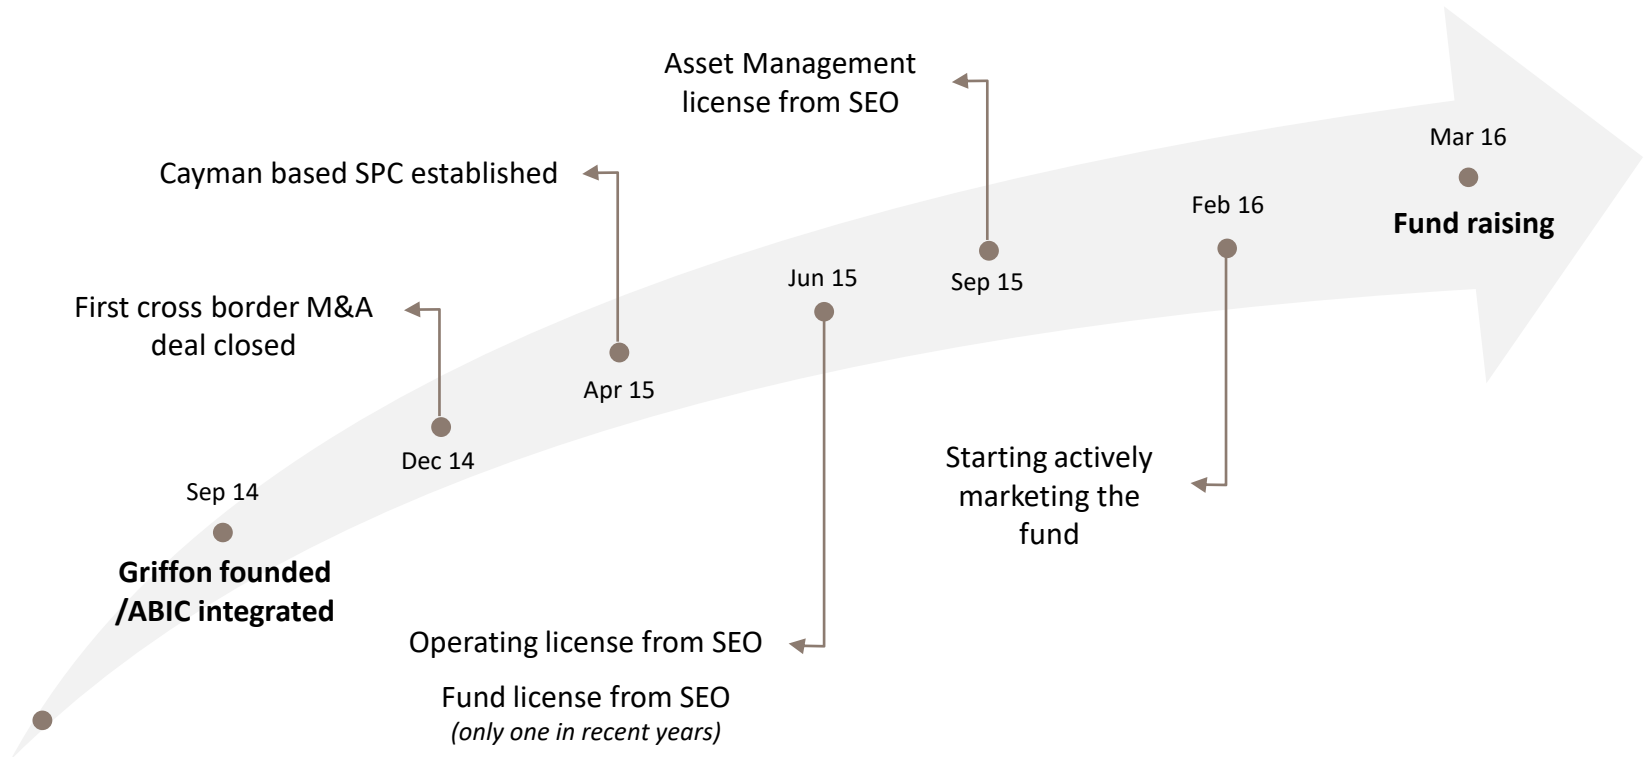 Asset Management
license from SEO
Mar 16
Fund raising
Cayman based SPC established
Feb 16
Jun 15
Sep 15
First cross border M&A
deal closed
Apr 15
Dec 14
Starting actively
marketing the
fund
Sep 14
Griffon founded
/ABIC integrated
Operating license from SEO
Fund license from SEO
(only one in recent years)